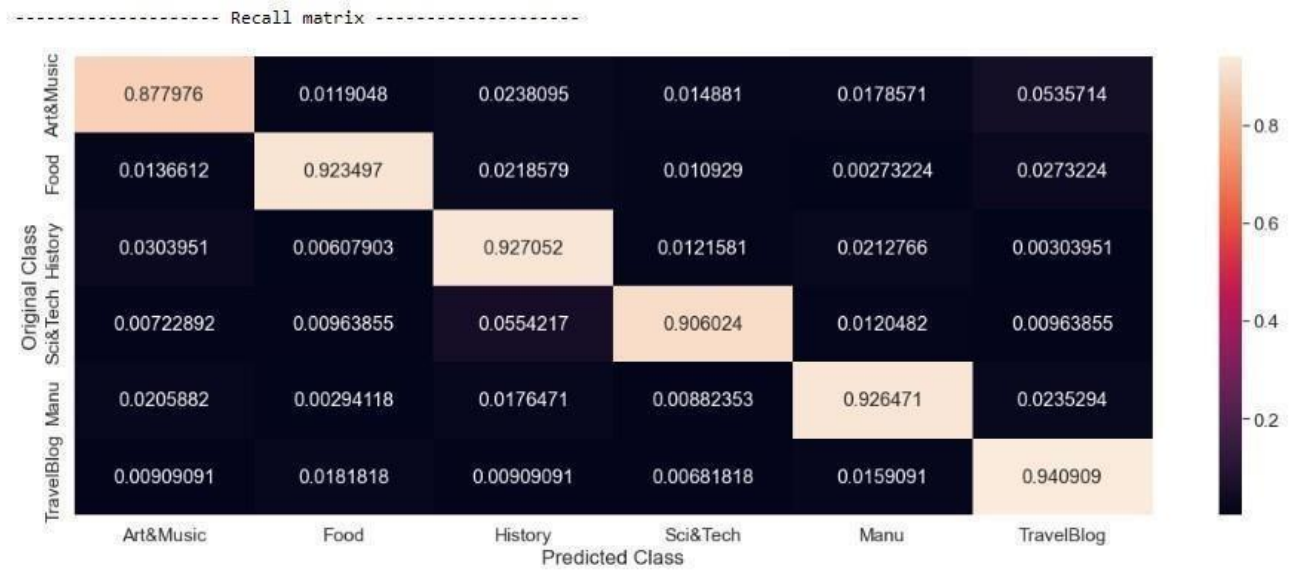 -------------------- Recall matrix --------------------
Art&Music 0.877976 0.0119048 0.0238095 0.014881 0.0178571 0.0535714
Food 0.0136612 0.923497 0.0218579 0.010929 0.00273224 0.0273224
History 0.0303951 0.00607903 0.927052 0.0121581 0.0212766 0.00303951
Sci&Tech 0.00722892 0.00963855 0.0554217 0.906024 0.0120482 0.00963855
Manu 0.0205882 0.00294118 0.0176471 0.00882353 0.926471 0.0235294
TravelBlog 0.00909091 0.0181818 0.00909091 0.00681818 0.0159091 0.940909
Original Class
Art&Music Food History Sci&Tech Manu TravelBlog
Predicted Class
0.8
0.6
0.4
0.2